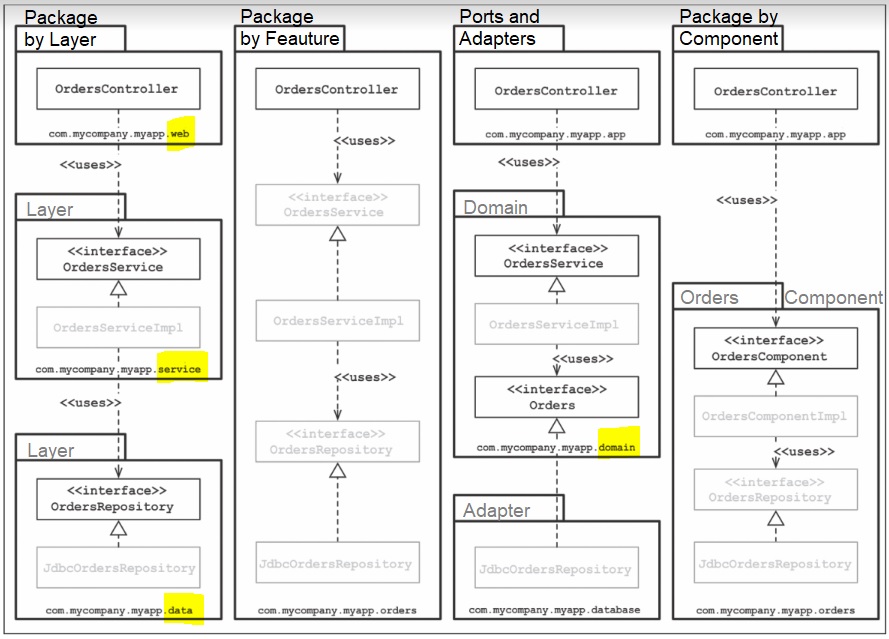 Package
by Layer
OrdersController
com.mycompany.myapp.web
<<uses>>
Layer
<<interface>>
OrdersService
OrdersServiceImpl
com.mycompany.myapp.service
<<uses>>
Layer
<<interface>>
OrdersRepository
JdbcOrdersRepository
com.mycompany.myapp.data
Package
by Feauture
OrdersController
<<uses>>
<<interface>>
OrdersService
OrdersServiceImpl
<<uses>>
<<interface>>
OrdersRepository
JdbcOrdersRepository
com.mycompany.myapp.orders
Ports and
Adapters
OrdersController
com.mycompany.myapp.app
<<uses>>
Domain
<<interface>>
OrdersService
OrdersServiceImpl
<<uses>>
<<interface>>
Orders
com.mycompany.myapp.domain
Adapter
JdbcOrdersRepository
com.mycompany.myapp.database
Package by
Component
OrdersController
com.mycompany.myapp.app
<<uses>>
Orders Component
<<interface>>
OrdersComponent
OrdersComponentImpl
<<uses>>
<<interface>>
OrdersRepository
JdbcOrdersRepository
com.mycompany.myapp.orders